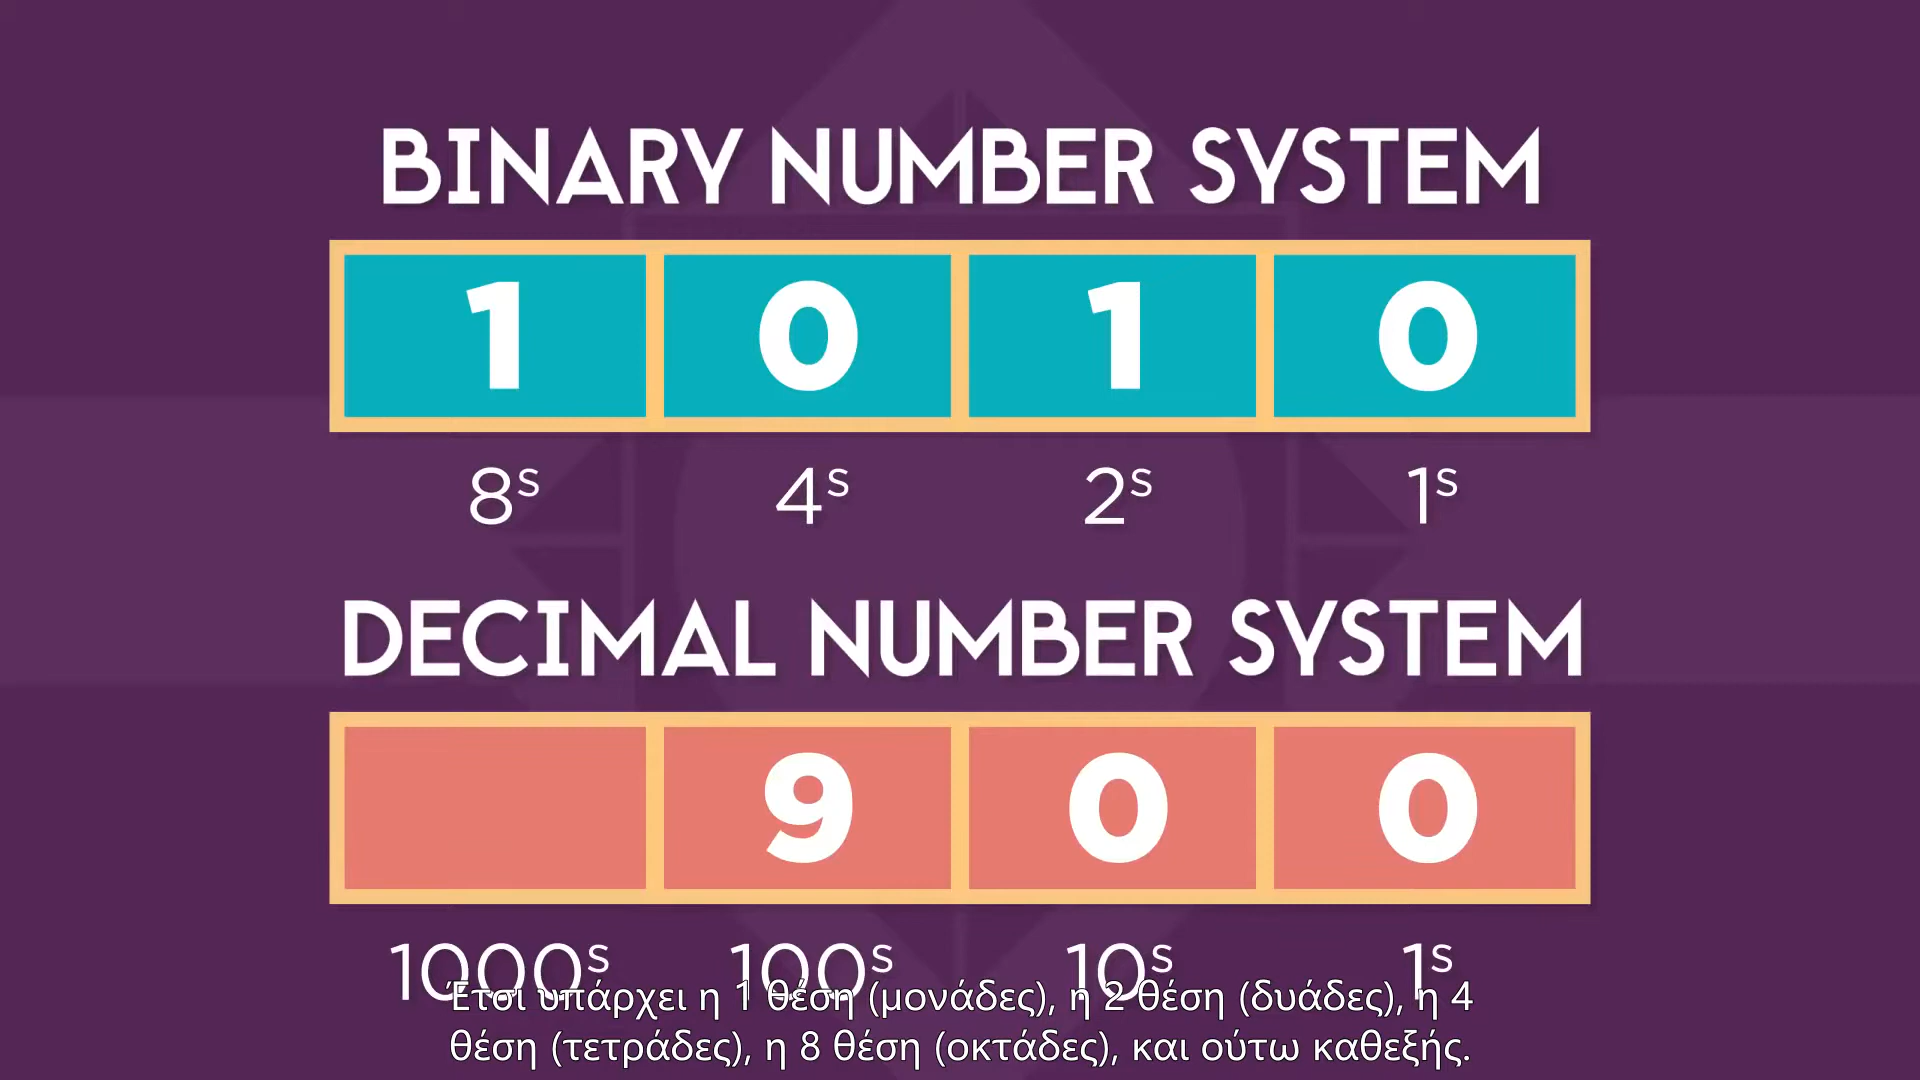 BINARY NUMBER SYSTEM
1 0 1 0
8s 4s 2s 1s
DECIMAL NUMBER SYSTEM
9 0 0
1000s 100s 10s 1s
Έτσι υπάρχει η 1 θέση (μονάδες), η 2 θέση (δυάδες), η 4
θέση (τετράδες), η 8 θέση (οκτάδες), και ούτω καθεξής.